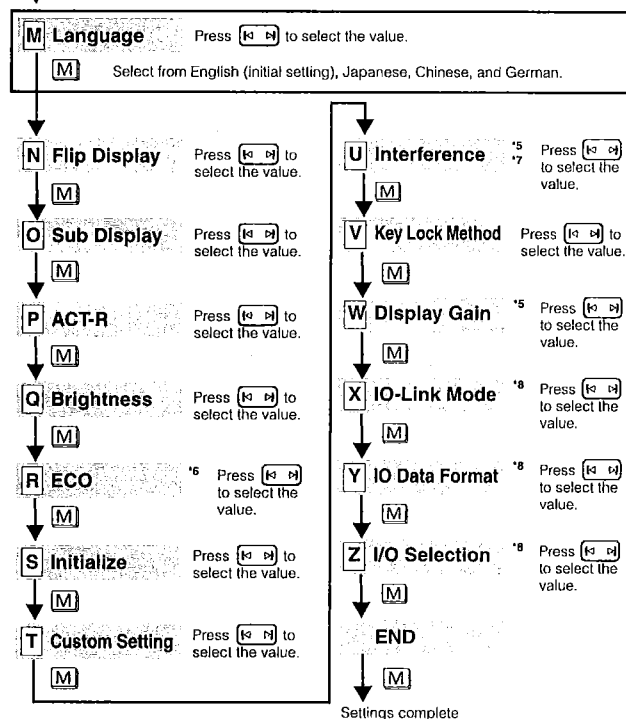 M Language Press to select the value.
M Select from English (initial setting), Japanese, Chinese, and German.
N Flip Display Press to
select the value.
M
O Sub Display Press to
select the value.
M
P ACT-R Press to
select the value.
M
Q Brightness Press to
select the value.
M
R ECO *6 Press
to select the
value.
M
S Initialize Press to
select the value.
M
T Custom Setting Press to
select the value.
M
U Interference *5 *7 Press
to select the
value.
M
V Key Lock Method Press to
select the value.
M
W Display Gain *5 Press
to select the
value.
M
X IO-Link Mode *8 Press
to select the
value.
M
Y IO Data Format *8 Press
to select the
value.
M
Z I/O Selection *8 Press
to select the
value.
M
END
M
Settings complete